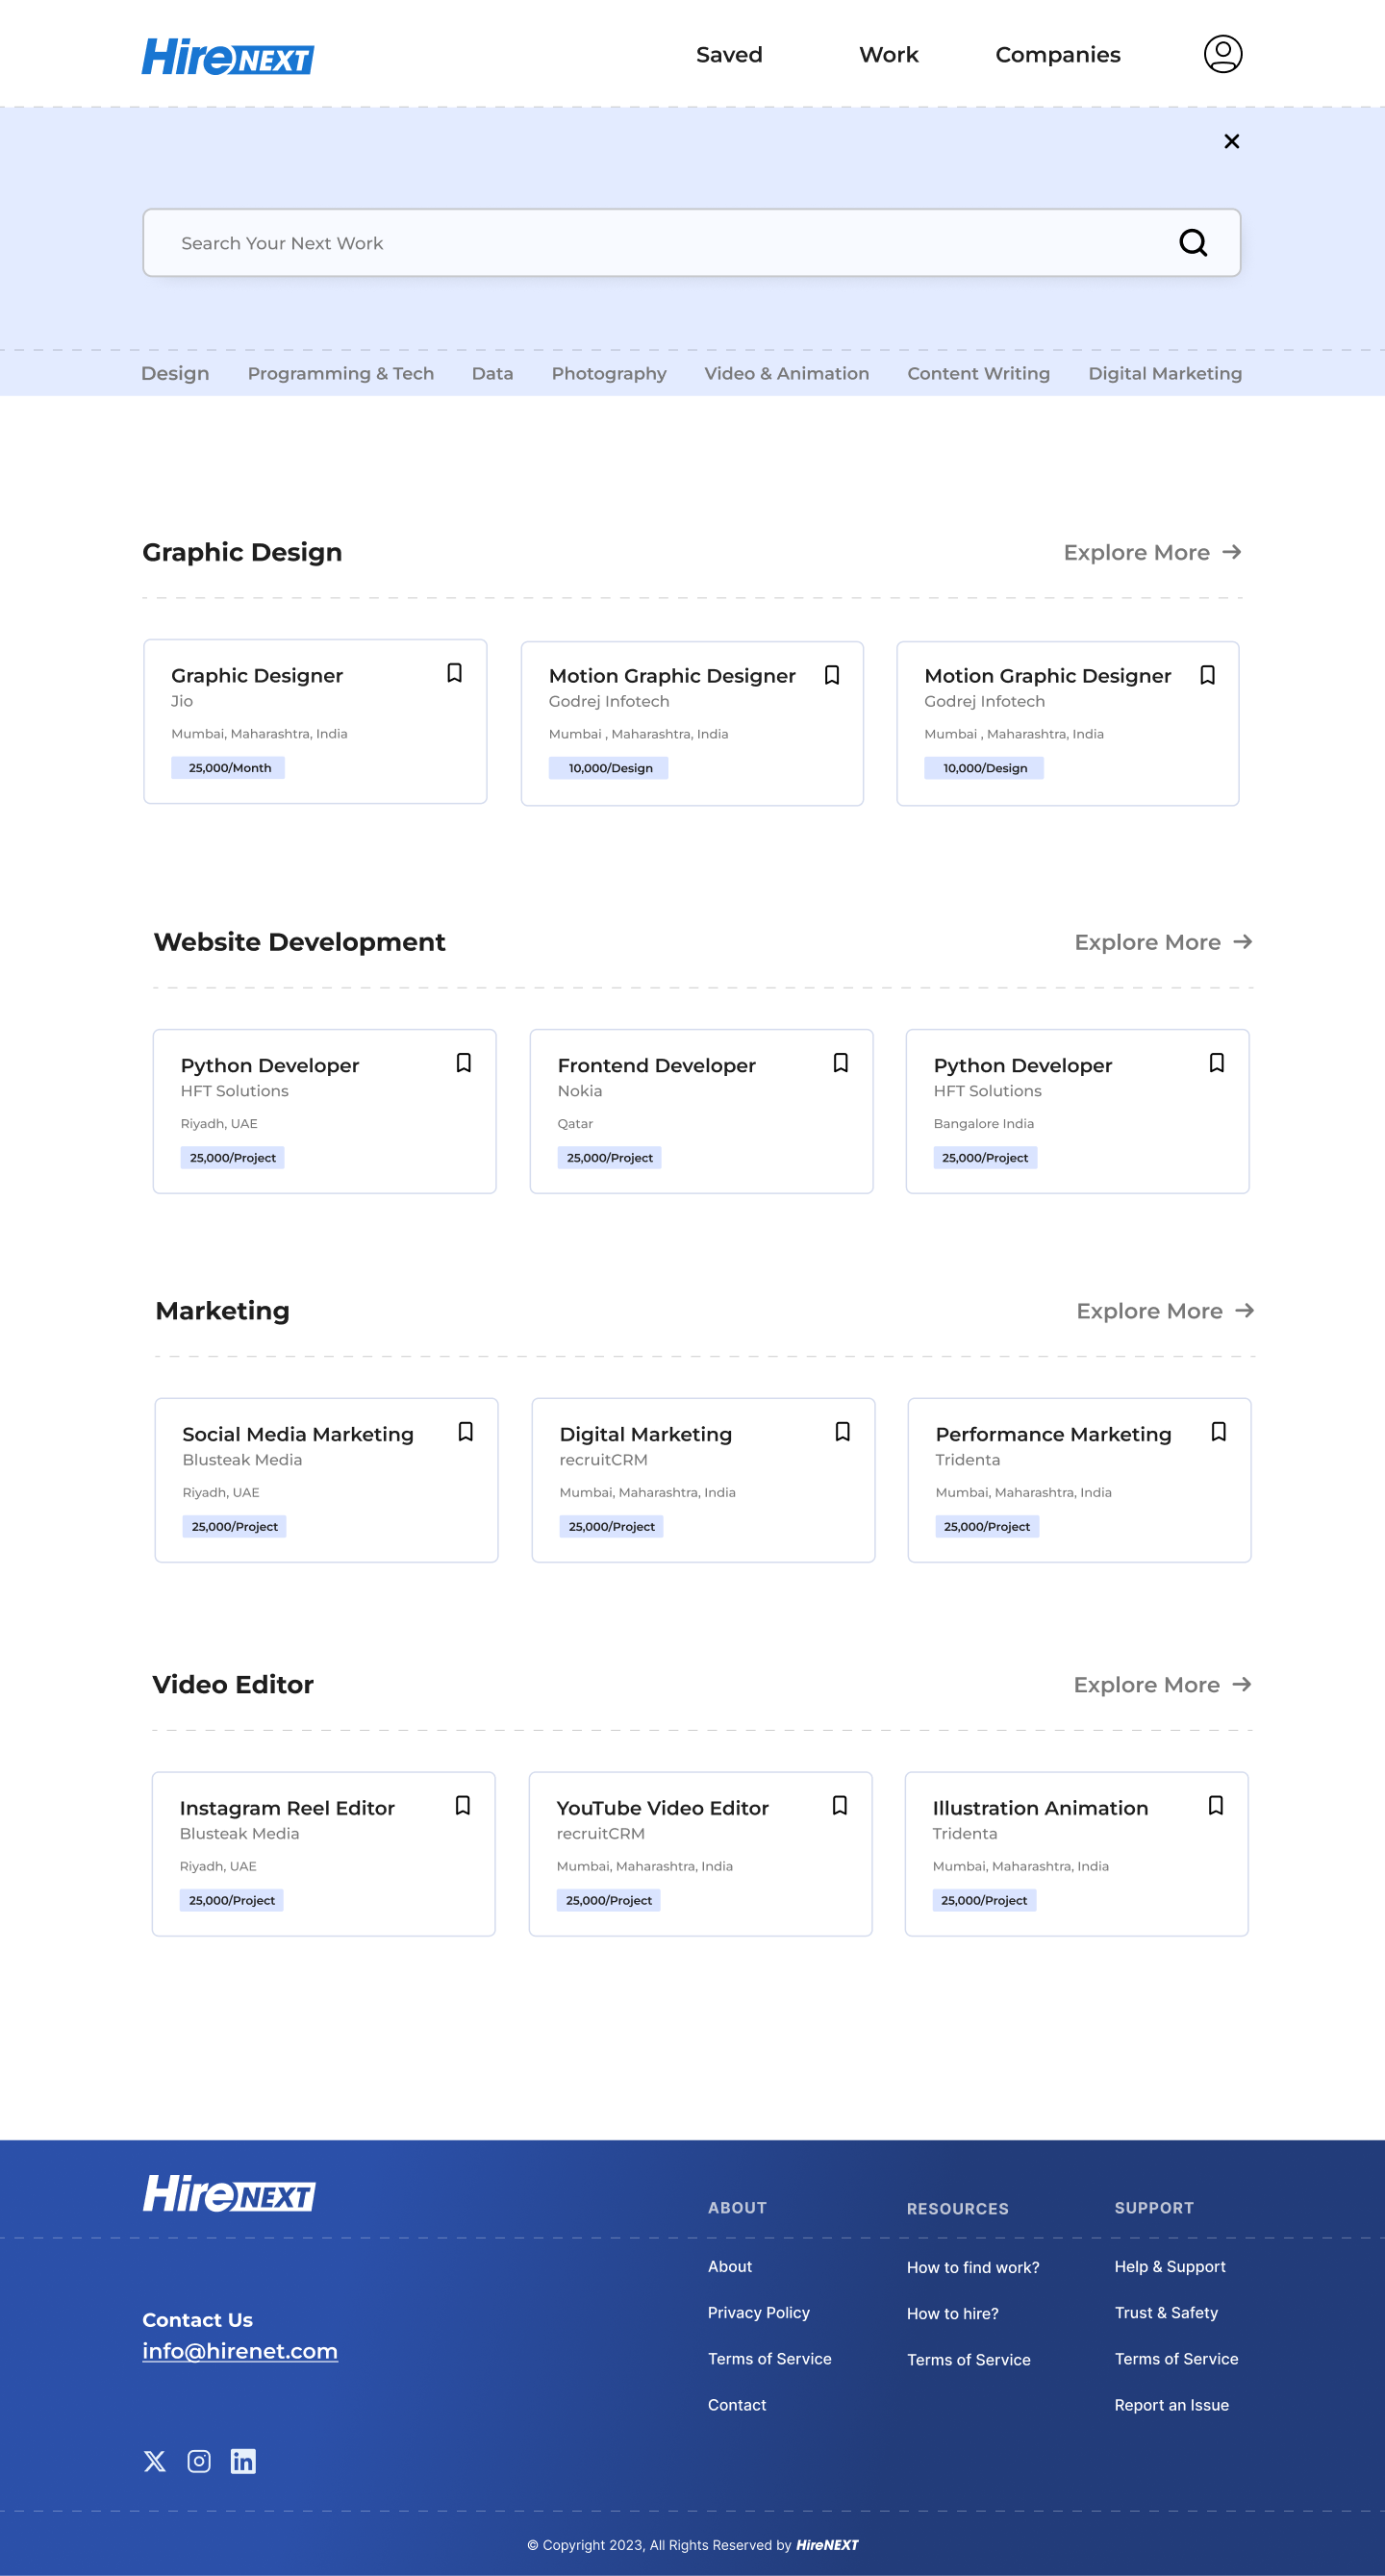 HireNEXT Saved Work Companies
Search Your Next Work
Design Programming & Tech Data Photography Video & Animation Content Writing Digital Marketing
Graphic Design Explore More
Graphic Designer
Jio
Mumbai, Maharashtra, India
25,000/Month
Motion Graphic Designer
Godrej Infotech
Mumbai , Maharashtra, India
10,000/Design
Motion Graphic Designer
Godrej Infotech
Mumbai , Maharashtra, India
10,000/Design
Website Development Explore More
Python Developer
HFT Solutions
Riyadh, UAE
25,000/Project
Frontend Developer
Nokia
Qatar
25,000/Project
Python Developer
HFT Solutions
Bangalore India
25,000/Project
Marketing Explore More
Social Media Marketing
Blusteak Media
Riyadh, UAE
25,000/Project
Digital Marketing
recruitCRM
Mumbai, Maharashtra, India
25,000/Project
Performance Marketing
Tridenta
Mumbai, Maharashtra, India
25,000/Project
Video Editor Explore More
Instagram Reel Editor
Blusteak Media
Riyadh, UAE
25,000/Project
YouTube Video Editor
recruitCRM
Mumbai, Maharashtra, India
25,000/Project
Illustration Animation
Tridenta
Mumbai, Maharashtra, India
25,000/Project
HireNEXT
Contact Us
info@hirenet.com
ABOUT
About
Privacy Policy
Terms of Service
Contact
RESOURCES
How to find work?
How to hire?
Terms of Service
SUPPORT
Help & Support
Trust & Safety
Terms of Service
Report an Issue
© Copyright 2023, All Rights Reserved by HireNEXT